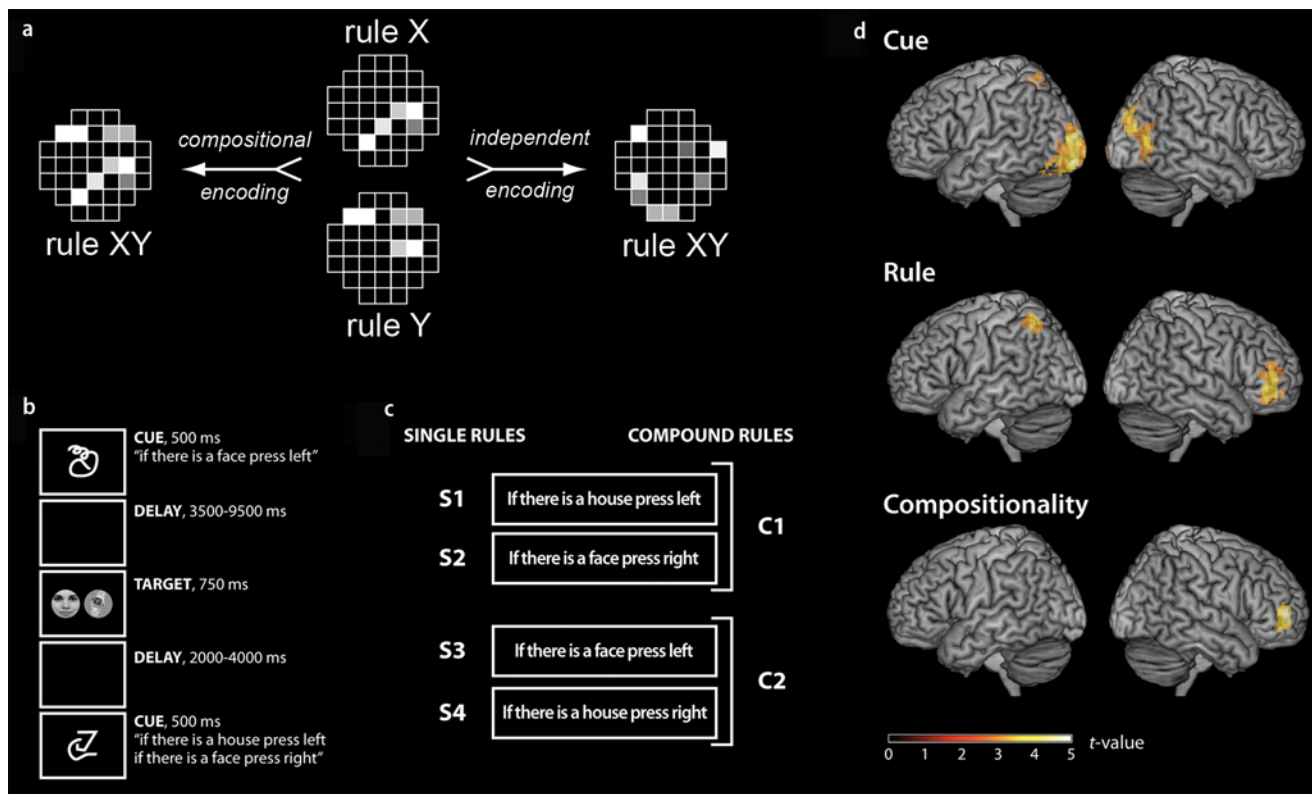 a
rule X
compositional
encoding
independent
encoding
rule XY
rule XY
rule Y
b
CUE, 500 ms
“if there is a face press left”
DELAY, 3500-9500 ms
TARGET, 750 ms
DELAY, 2000-4000 ms
CUE, 500 ms
“if there is a house press left
if there is a face press right”
c
SINGLE RULES
COMPOUND RULES
S1
If there is a house press left
S2
If there is a face press right
C1
S3
If there is a face press left
S4
If there is a house press right
C2
d
Cue
Rule
Compositionality
0 1 2 3 4 5
t-value